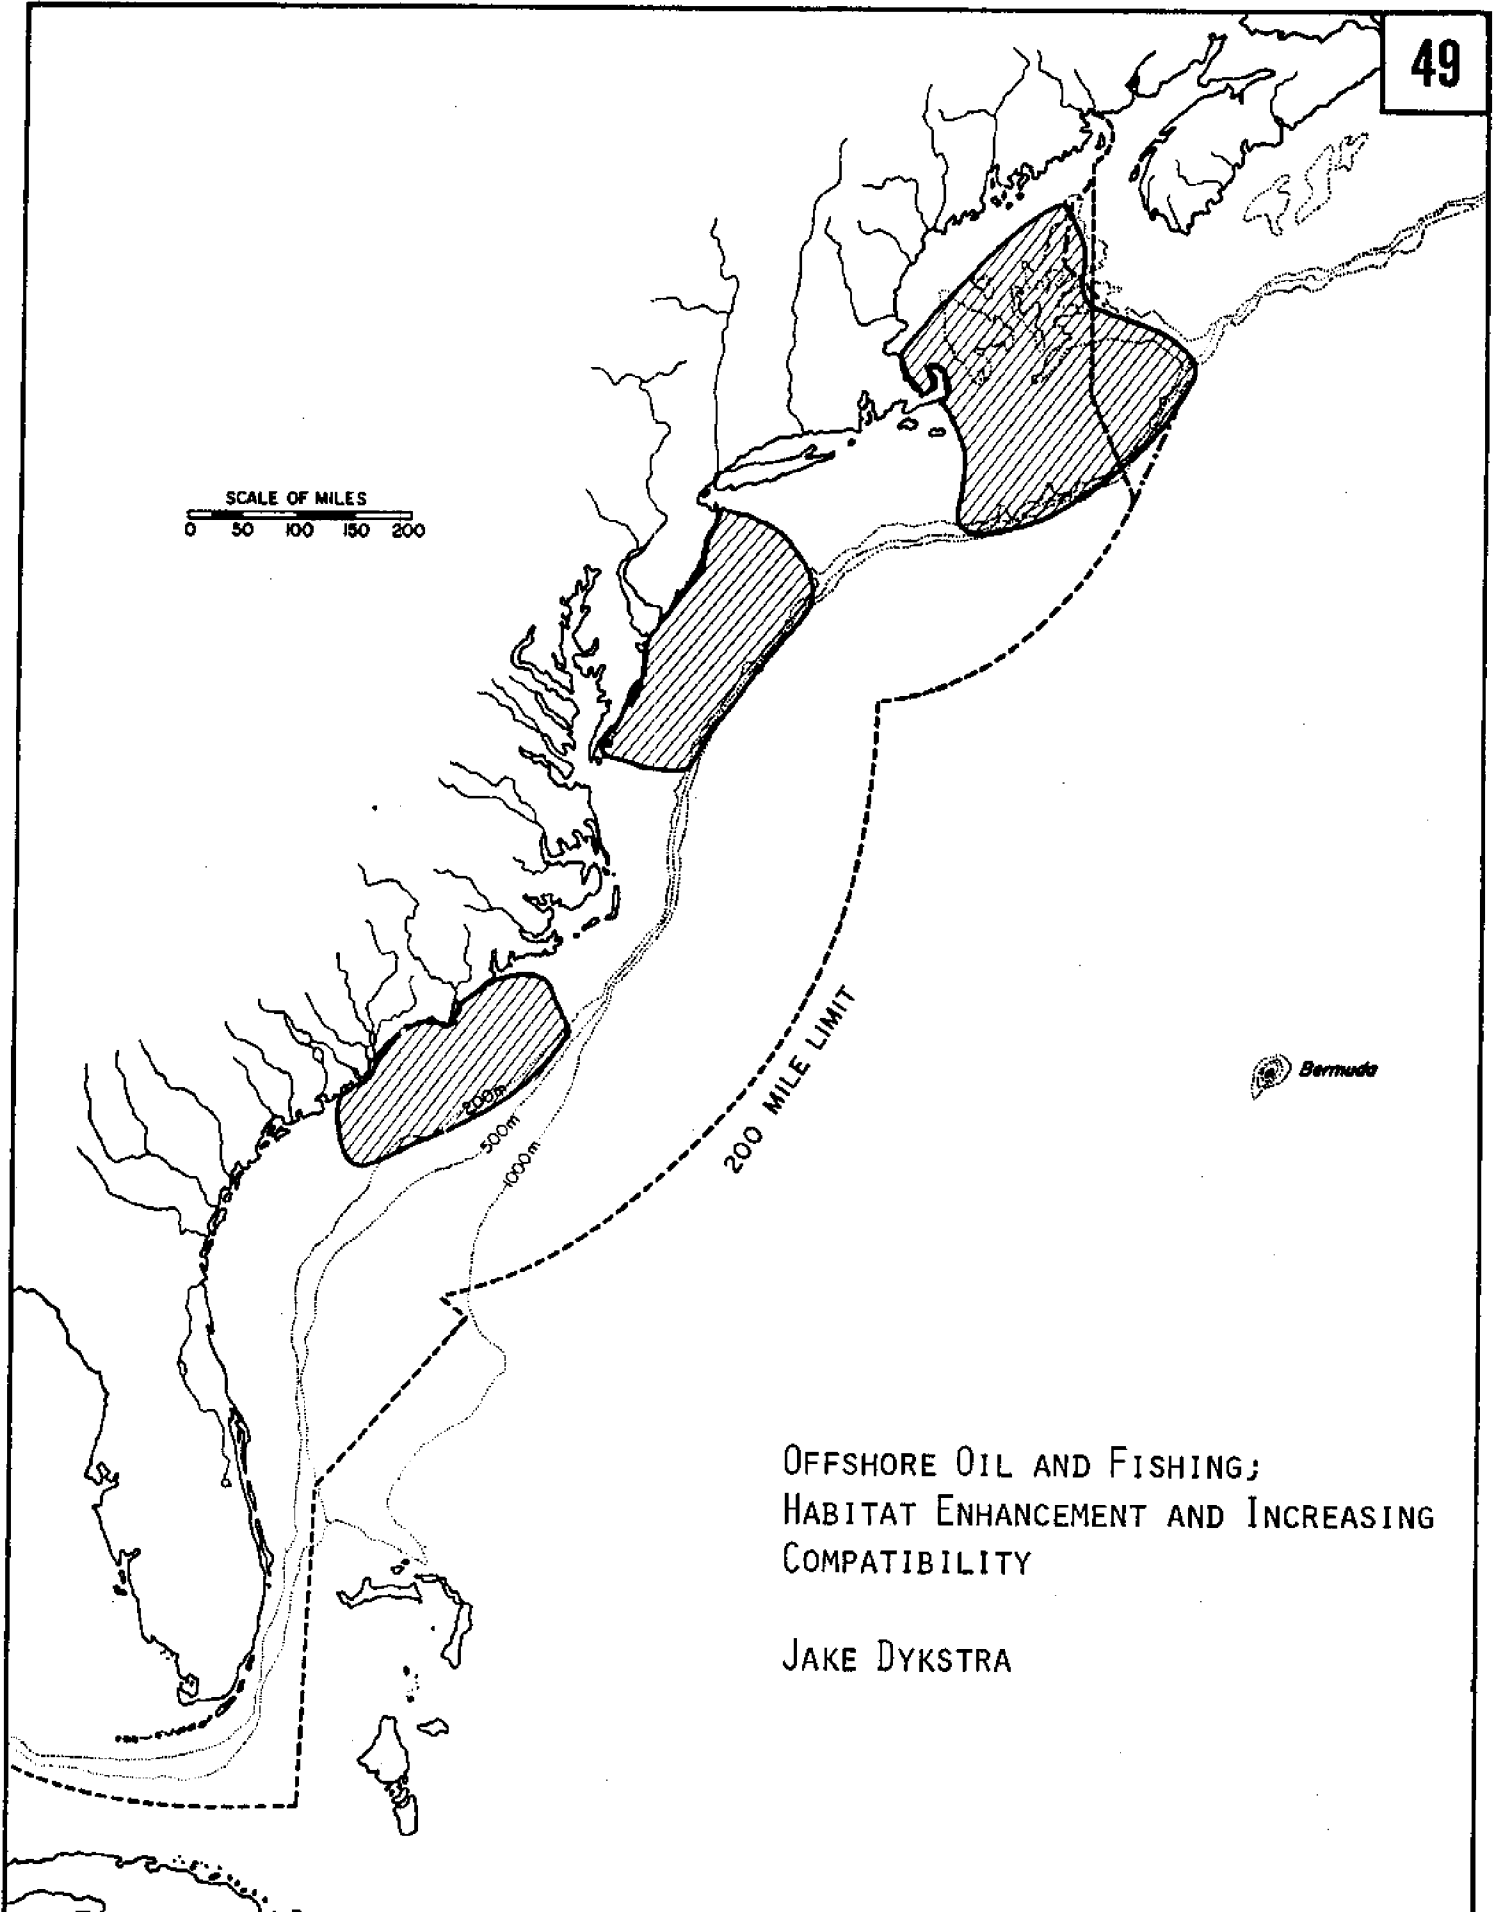 49
SCALE OF MILES
0 50 100 150 200
200m
500m
1000m
200 MILE LIMIT
Bermuda
OFFSHORE OIL AND FISHING;
HABITAT ENHANCEMENT AND INCREASING
COMPATIBILITY
JAKE DYKSTRA